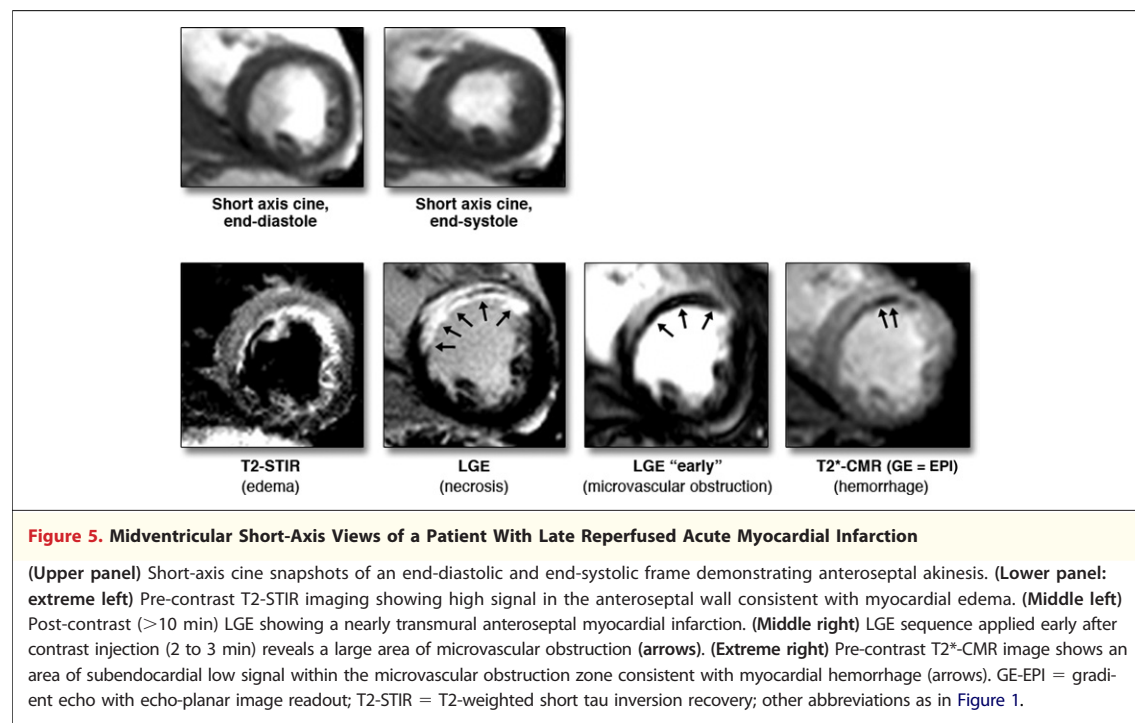 Short axis cine,
end-diastole
Short axis cine,
end-systole
T2-STIR
(edema)
LGE
(necrosis)
LGE “early”
(microvascular obstruction)
T2*-CMR (GE = EPI)
(hemorrhage)
Figure 5. Midventricular Short-Axis Views of a Patient With Late Reperfused Acute Myocardial Infarction
(Upper panel) Short-axis cine snapshots of an end-diastolic and end-systolic frame demonstrating anteroseptal akinesis. (Lower panel:
extreme left) Pre-contrast T2-STIR imaging showing high signal in the anteroseptal wall consistent with myocardial edema. (Middle left)
Post-contrast (>10 min) LGE showing a nearly transmural anteroseptal myocardial infarction. (Middle right) LGE sequence applied early after
contrast injection (2 to 3 min) reveals a large area of microvascular obstruction (arrows). (Extreme right) Pre-contrast T2*-CMR image shows an
area of subendocardial low signal within the microvascular obstruction zone consistent with myocardial hemorrhage (arrows). GE-EPI = gradi-
ent echo with echo-planar image readout; T2-STIR = T2-weighted short tau inversion recovery; other abbreviations as in Figure 1.